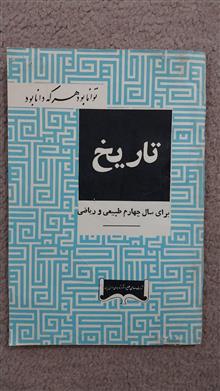 توانا بود هر که دانا بود
تاریخ
برای سال چهارم طبیعی و ریاضی